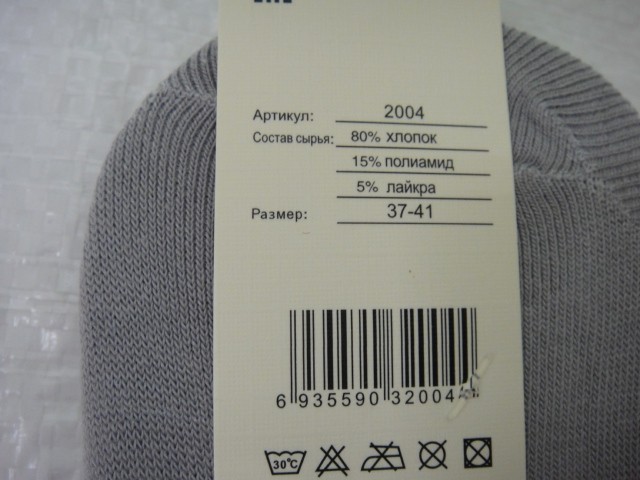 Артикул: 2004
Состав сырья: 80% хлопок
15% полиамид
5% лайкра
Размер: 37-41
6 935590 32004
30°C